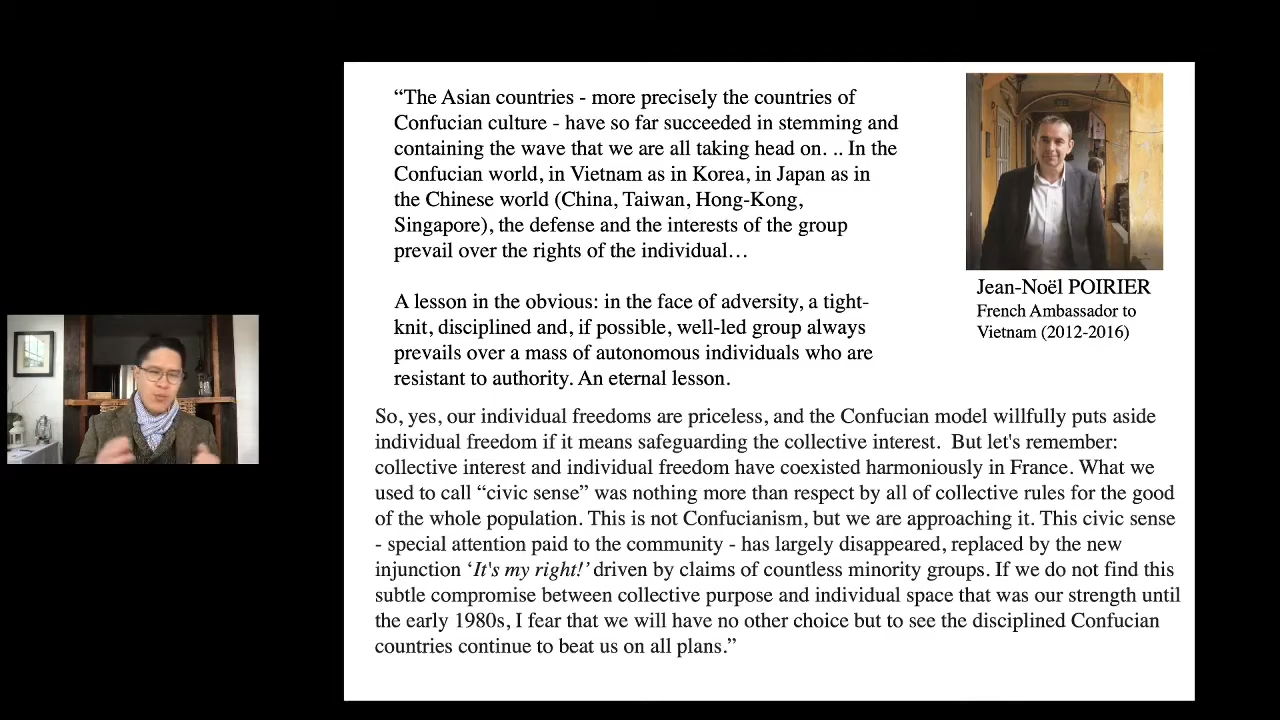 “The Asian countries - more precisely the countries of
Confucian culture - have so far succeeded in stemming and
containing the wave that we are all taking head on. .. In the
Confucian world, in Vietnam as in Korea, in Japan as in
the Chinese world (China, Taiwan, Hong-Kong,
Singapore), the defense and the interests of the group
prevail over the rights of the individual…
A lesson in the obvious: in the face of adversity, a tight-
knit, disciplined and, if possible, well-led group always
prevails over a mass of autonomous individuals who are
resistant to authority. An eternal lesson.
Jean-Noël POIRIER
French Ambassador to
Vietnam (2012-2016)
So, yes, our individual freedoms are priceless, and the Confucian model willfully puts aside
individual freedom if it means safeguarding the collective interest.  But let's remember:
collective interest and individual freedom have coexisted harmoniously in France. What we
used to call “civic sense” was nothing more than respect by all of collective rules for the good
of the whole population. This is not Confucianism, but we are approaching it. This civic sense
- special attention paid to the community - has largely disappeared, replaced by the new
injunction ‘It's my right!’ driven by claims of countless minority groups. If we do not find this
subtle compromise between collective purpose and individual space that was our strength until
the early 1980s, I fear that we will have no other choice but to see the disciplined Confucian
countries continue to beat us on all plans.”